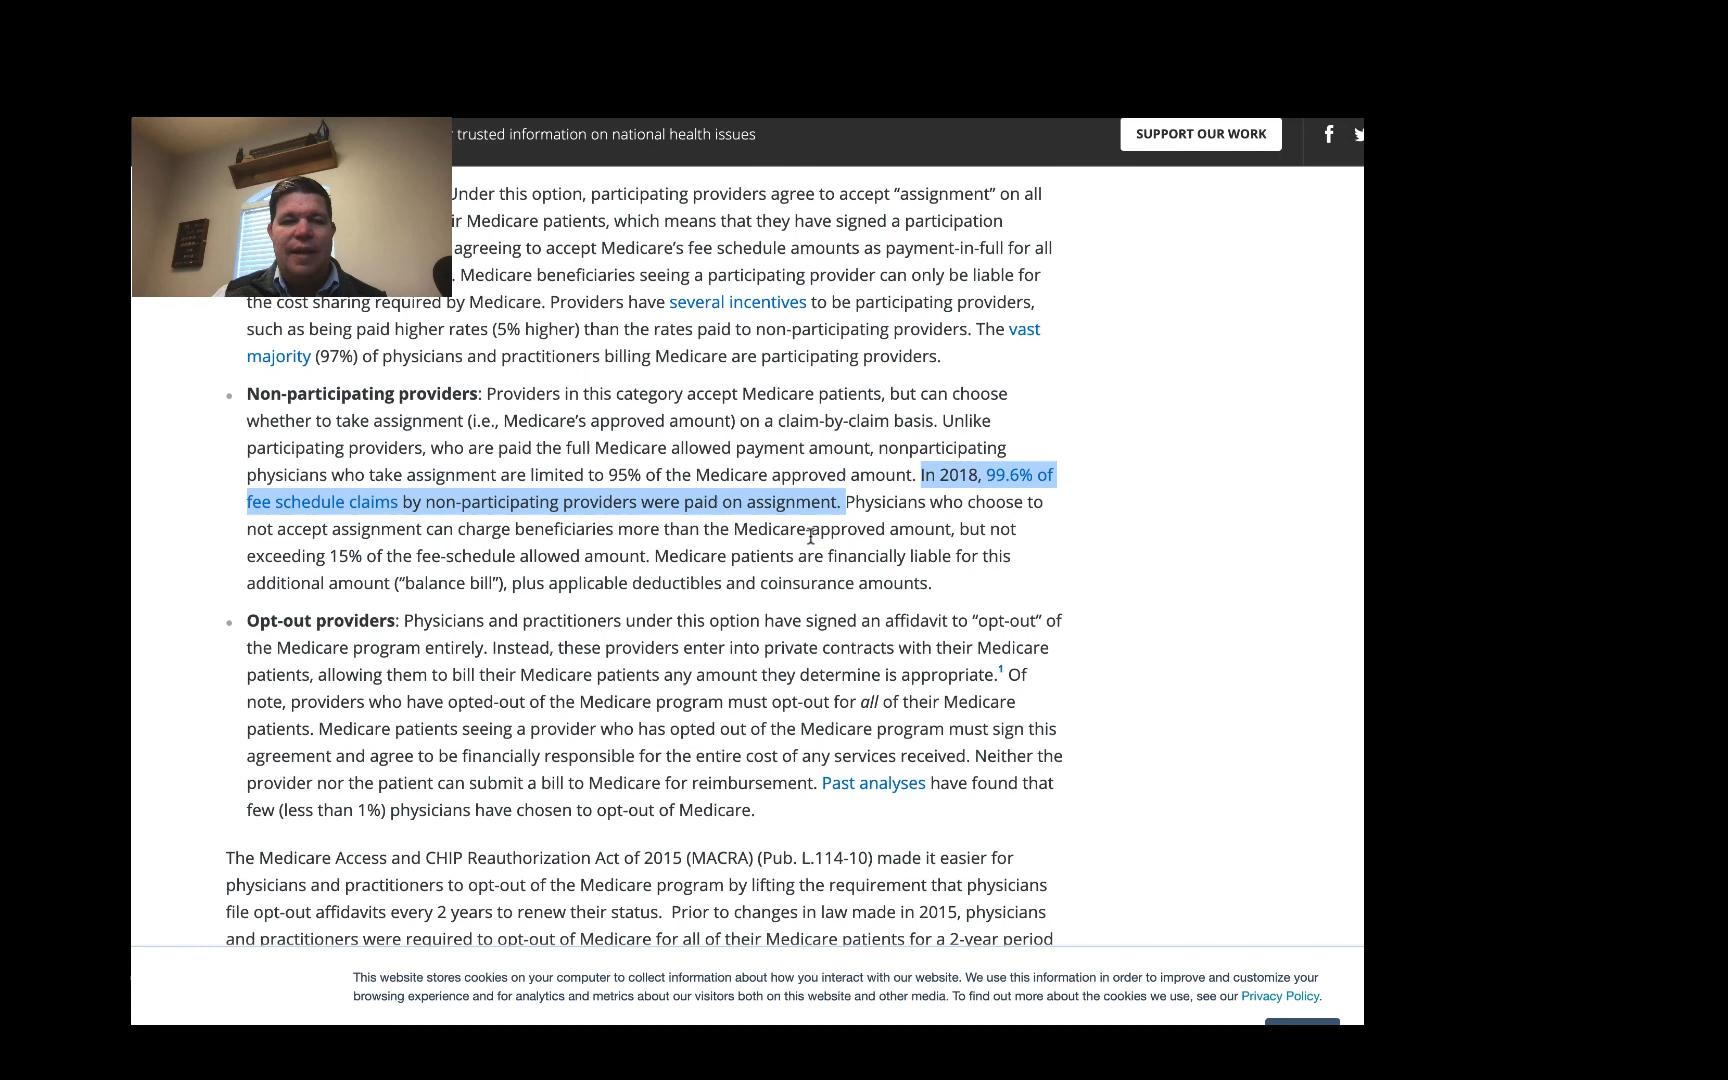 trusted information on national health issues
SUPPORT OUR WORK
Under this option, participating providers agree to accept “assignment” on all
ir Medicare patients, which means that they have signed a participation
agreeing to accept Medicare’s fee schedule amounts as payment-in-full for all
. Medicare beneficiaries seeing a participating provider can only be liable for
the cost sharing required by Medicare. Providers have several incentives to be participating providers,
such as being paid higher rates (5% higher) than the rates paid to non-participating providers. The vast
majority (97%) of physicians and practitioners billing Medicare are participating providers.
Non-participating providers: Providers in this category accept Medicare patients, but can choose
whether to take assignment (i.e., Medicare’s approved amount) on a claim-by-claim basis. Unlike
participating providers, who are paid the full Medicare allowed payment amount, nonparticipating
physicians who take assignment are limited to 95% of the Medicare approved amount. In 2018, 99.6% of
fee schedule claims by non-participating providers were paid on assignment. Physicians who choose to
not accept assignment can charge beneficiaries more than the Medicare-approved amount, but not
exceeding 15% of the fee-schedule allowed amount. Medicare patients are financially liable for this
additional amount (“balance bill”), plus applicable deductibles and coinsurance amounts.
Opt-out providers: Physicians and practitioners under this option have signed an affidavit to “opt-out” of
the Medicare program entirely. Instead, these providers enter into private contracts with their Medicare
patients, allowing them to bill their Medicare patients any amount they determine is appropriate.1 Of
note, providers who have opted-out of the Medicare program must opt-out for all of their Medicare
patients. Medicare patients seeing a provider who has opted out of the Medicare program must sign this
agreement and agree to be financially responsible for the entire cost of any services received. Neither the
provider nor the patient can submit a bill to Medicare for reimbursement. Past analyses have found that
few (less than 1%) physicians have chosen to opt-out of Medicare.
The Medicare Access and CHIP Reauthorization Act of 2015 (MACRA) (Pub. L.114-10) made it easier for
physicians and practitioners to opt-out of the Medicare program by lifting the requirement that physicians
file opt-out affidavits every 2 years to renew their status. Prior to changes in law made in 2015, physicians
and practitioners were required to opt-out of Medicare for all of their Medicare patients for a 2-year period
This website stores cookies on your computer to collect information about how you interact with our website. We use this information in order to improve and customize your
browsing experience and for analytics and metrics about our visitors both on this website and other media. To find out more about the cookies we use, see our Privacy Policy.